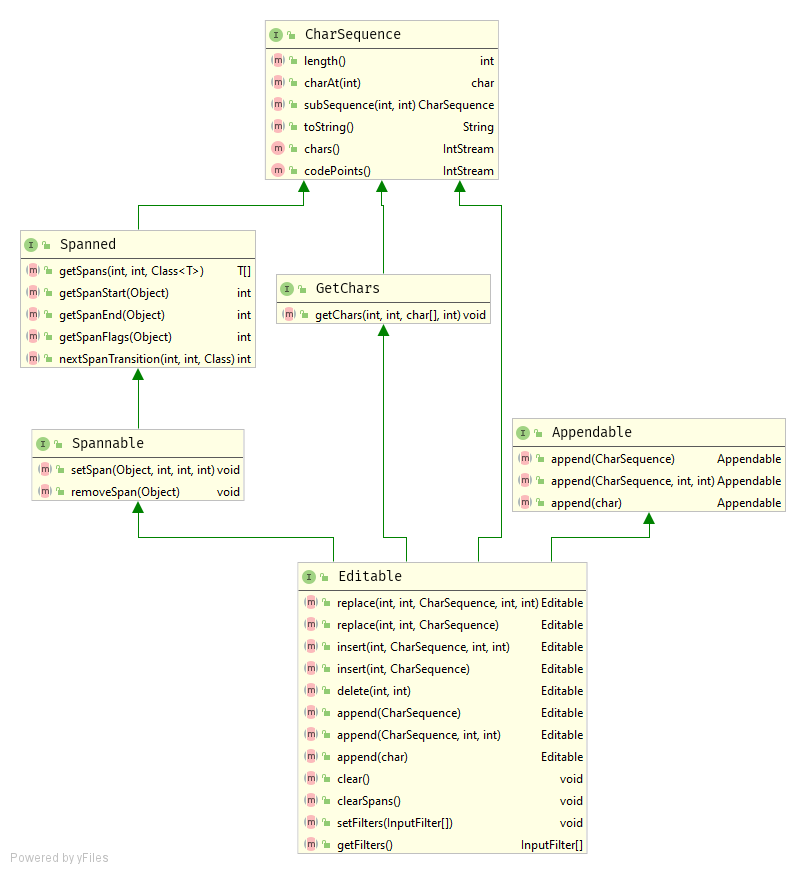 CharSequence
length() int
charAt(int) char
subSequence(int, int) CharSequence
toString() String
chars() IntStream
codePoints() IntStream
Spanned
getSpans(int, int, Class<T>) T[]
getSpanStart(Object) int
getSpanEnd(Object) int
getSpanFlags(Object) int
nextSpanTransition(int, int, Class) int
GetChars
getChars(int, int, char[], int) void
Spannable
setSpan(Object, int, int, int) void
removeSpan(Object) void
Appendable
append(CharSequence) Appendable
append(CharSequence, int, int) Appendable
append(char) Appendable
Editable
replace(int, int, CharSequence, int, int) Editable
replace(int, int, CharSequence) Editable
insert(int, CharSequence, int, int) Editable
insert(int, CharSequence) Editable
delete(int, int) Editable
append(CharSequence) Editable
append(CharSequence, int, int) Editable
append(char) Editable
clear() void
clearSpans() void
setFilters(InputFilter[]) void
getFilters() InputFilter[]
Powered by yFiles